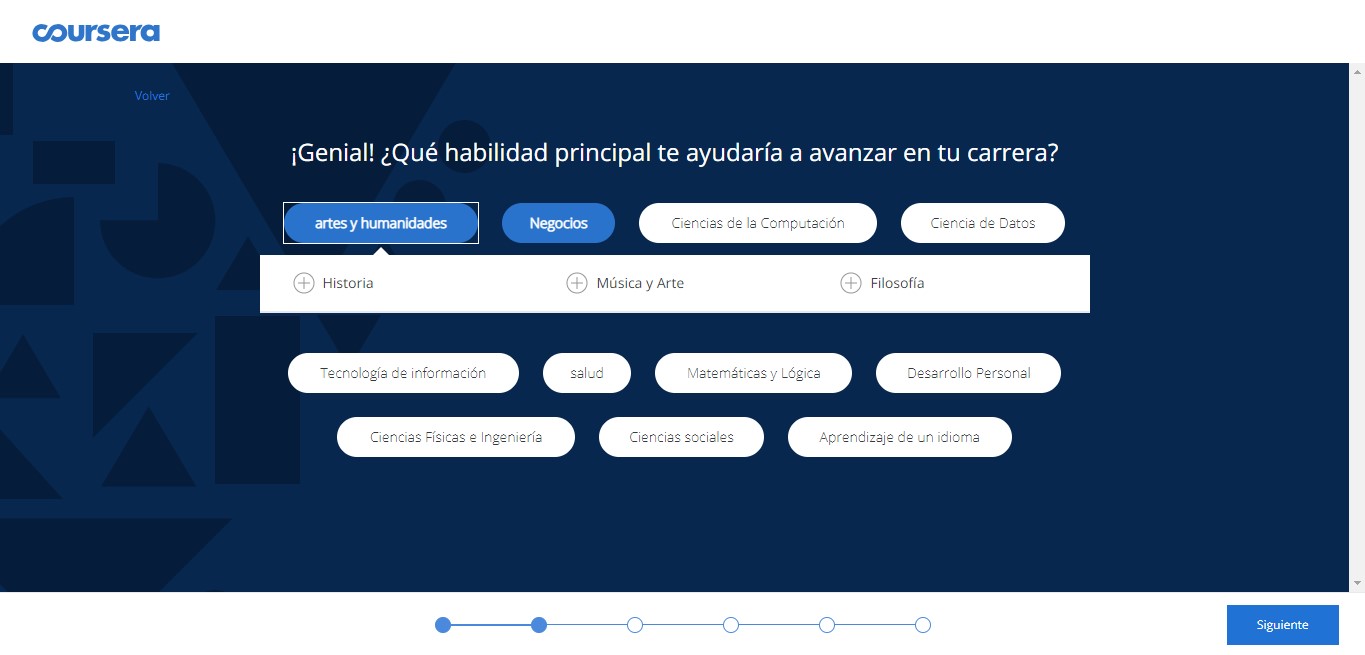 coursera
Volver
¡Genial! ¿Qué habilidad principal te ayudaría a avanzar en tu carrera?
artes y humanidades Negocios Ciencias de la Computación Ciencia de Datos
Historia Música y Arte Filosofía
Tecnología de información salud Matemáticas y Lógica Desarrollo Personal
Ciencias Físicas e Ingeniería Ciencias sociales Aprendizaje de un idioma
Siguiente